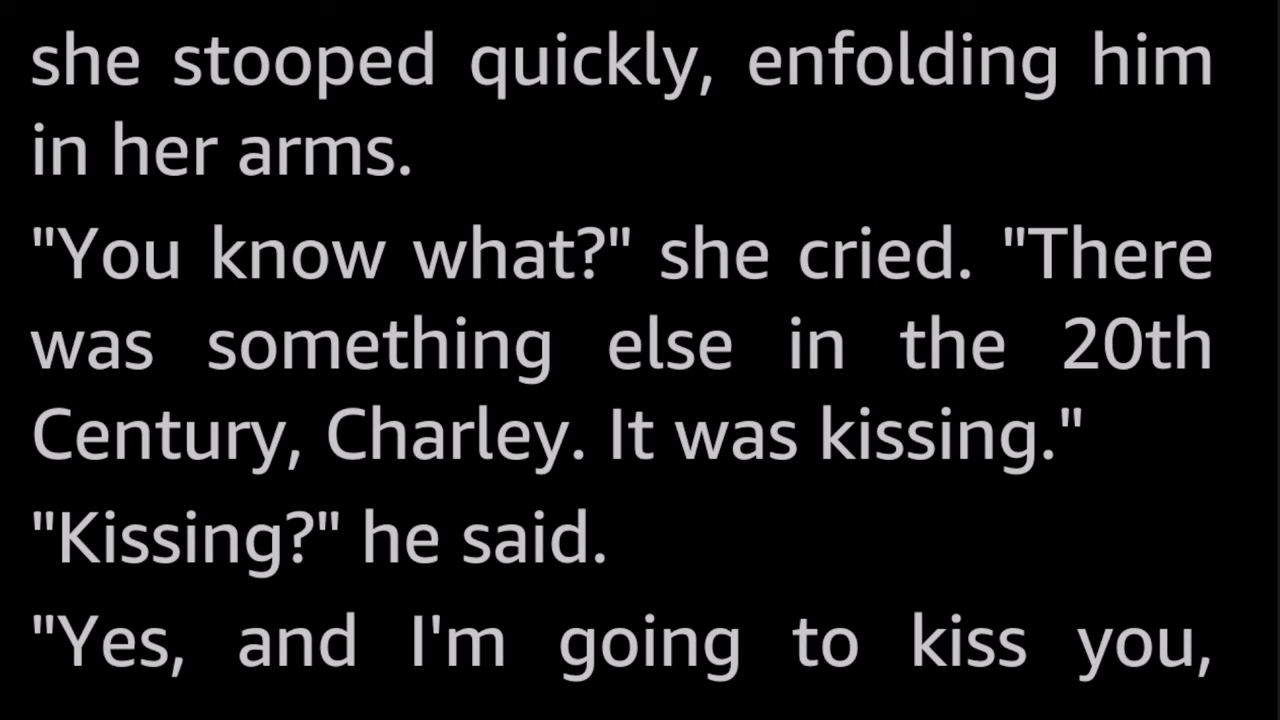 she stooped quickly, enfolding him
in her arms.
"You know what?" she cried. "There
was something else in the 20th
Century, Charley. It was kissing."
"Kissing?" he said.
"Yes, and I'm going to kiss you,